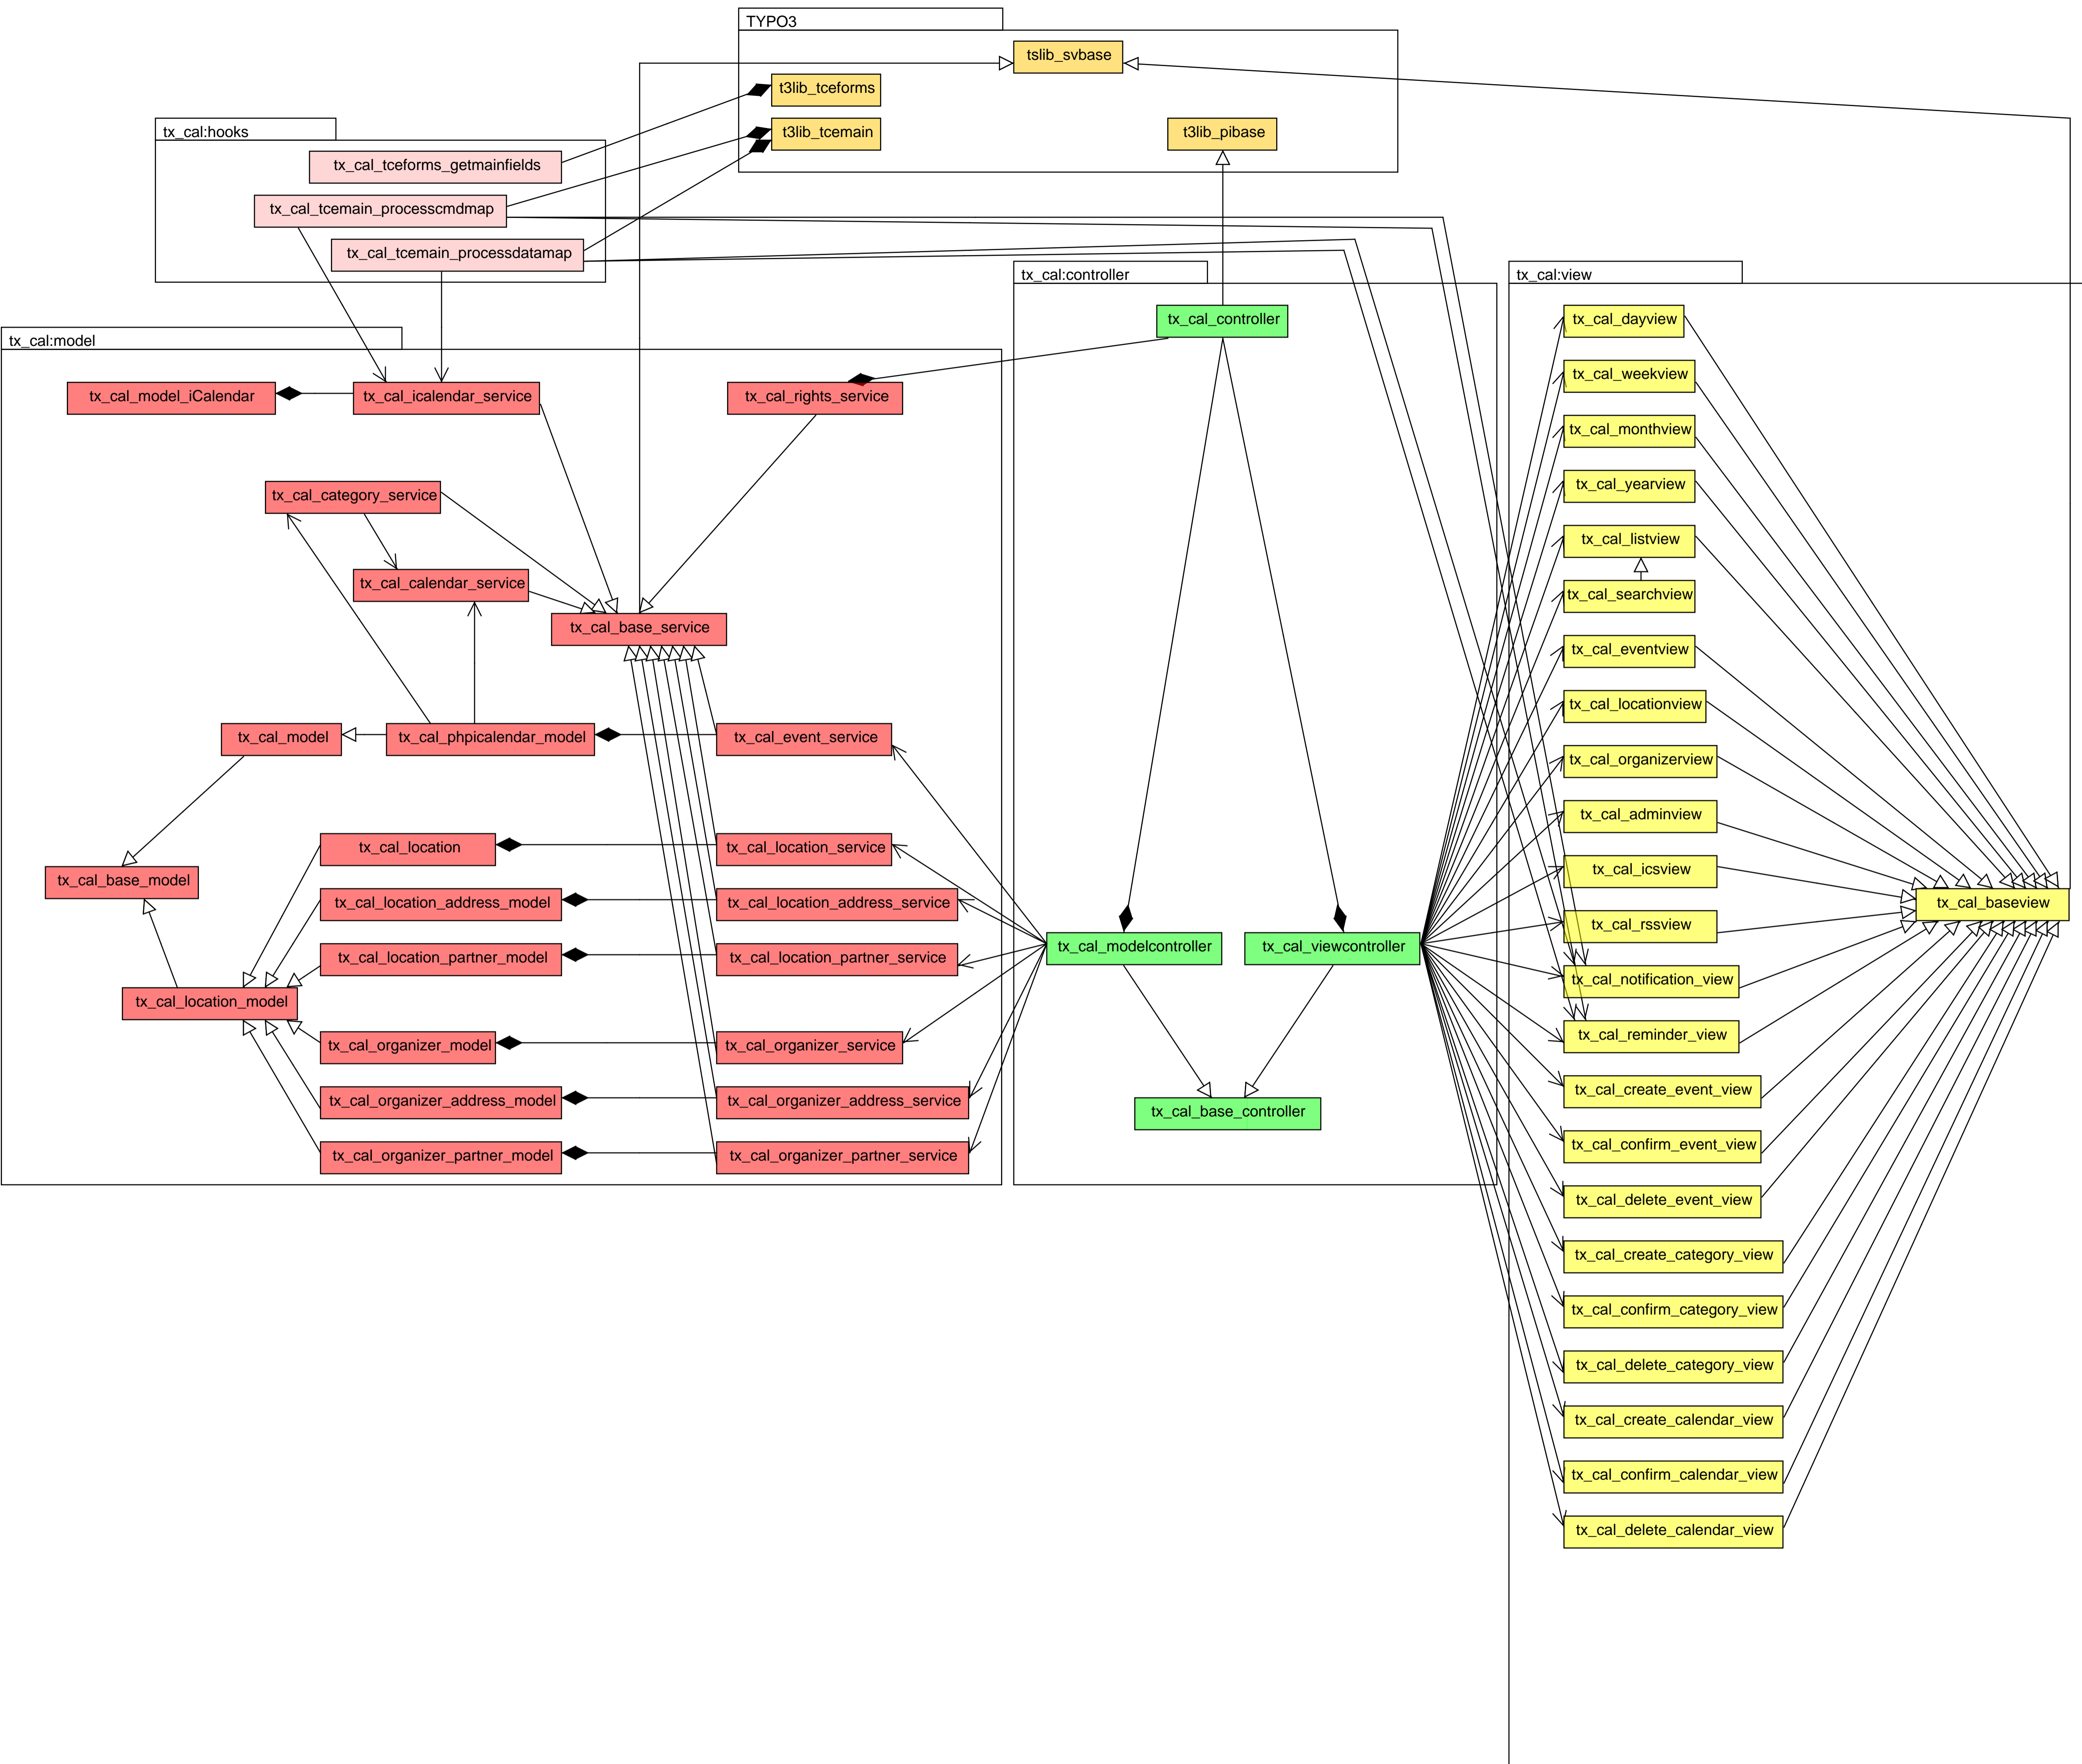 TYPO3
tslib_svbase
t3lib_tceforms
t3lib_tcemain
t3lib_pibase
tx_cal:hooks
tx_cal_tceforms_getmainfields
tx_cal_tcemain_processcmdmap
tx_cal_tcemain_processdatamap
tx_cal:model
tx_cal_model_iCalendar
tx_cal_icalendar_service
tx_cal_rights_service
tx_cal_category_service
tx_cal_calendar_service
tx_cal_base_service
tx_cal_model
tx_cal_phpicalendar_model
tx_cal_event_service
tx_cal_location
tx_cal_location_service
tx_cal_base_model
tx_cal_location_address_model
tx_cal_location_address_service
tx_cal_location_partner_model
tx_cal_location_partner_service
tx_cal_location_model
tx_cal_organizer_model
tx_cal_organizer_service
tx_cal_organizer_address_model
tx_cal_organizer_address_service
tx_cal_organizer_partner_model
tx_cal_organizer_partner_service
tx_cal:controller
tx_cal_controller
tx_cal_modelcontroller
tx_cal_viewcontroller
tx_cal_base_controller
tx_cal:view
tx_cal_dayview
tx_cal_weekview
tx_cal_monthview
tx_cal_yearview
tx_cal_listview
tx_cal_searchview
tx_cal_eventview
tx_cal_locationview
tx_cal_organizerview
tx_cal_adminview
tx_cal_icsview
tx_cal_baseview
tx_cal_rssview
tx_cal_notification_view
tx_cal_reminder_view
tx_cal_create_event_view
tx_cal_confirm_event_view
tx_cal_delete_event_view
tx_cal_create_category_view
tx_cal_confirm_category_view
tx_cal_delete_category_view
tx_cal_create_calendar_view
tx_cal_confirm_calendar_view
tx_cal_delete_calendar_view